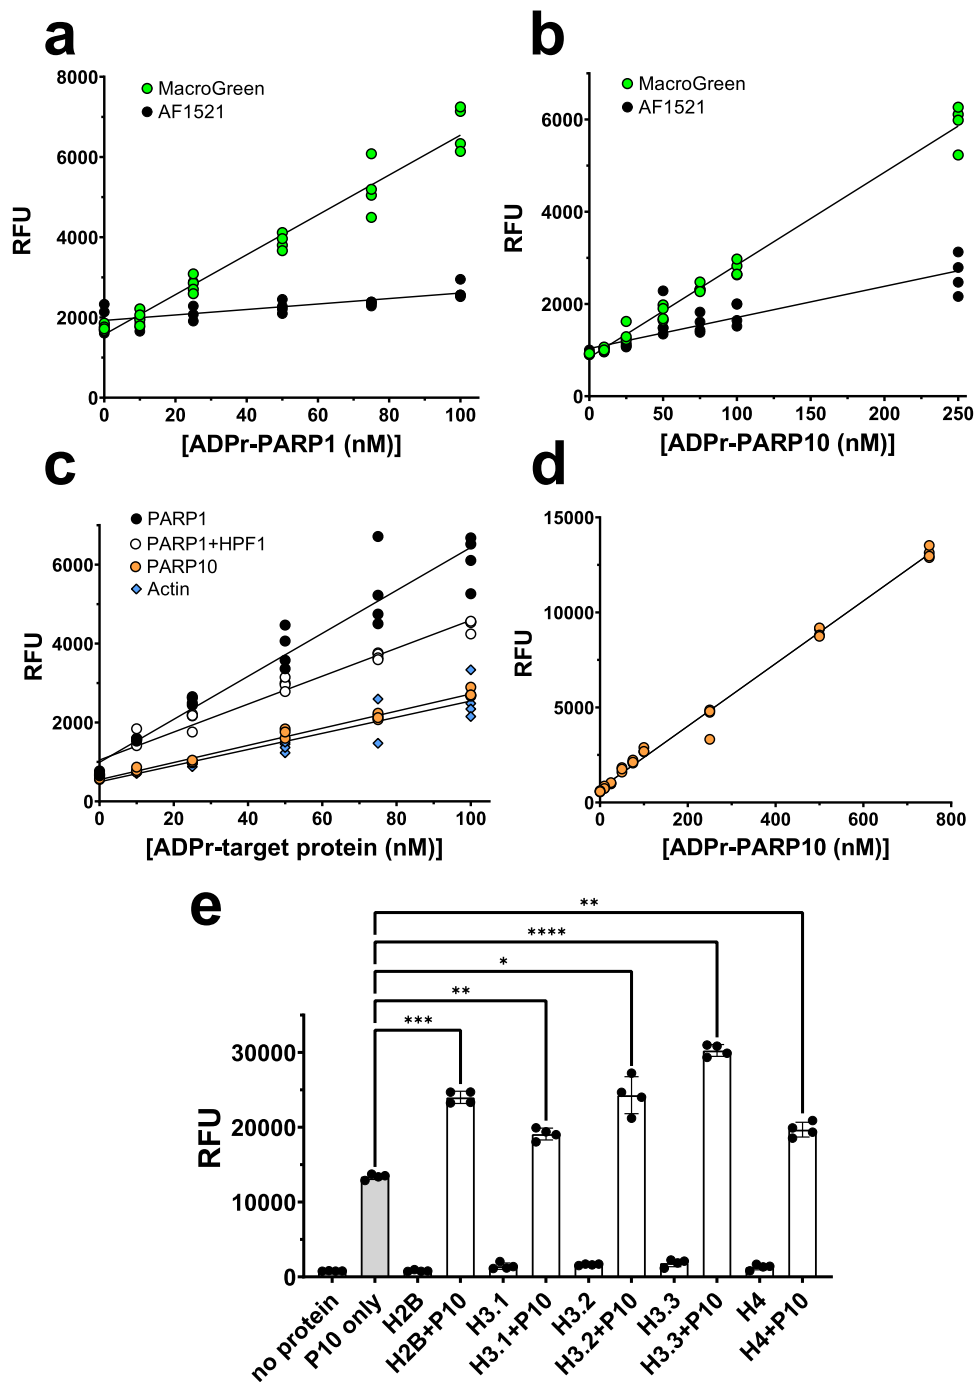 a
MacroGreen
AF1521
RFU
8000
6000
4000
2000
0
0 20 40 60 80 100
[ADPr-PARP1 (nM)]
b
MacroGreen
AF1521
RFU
6000
4000
2000
0
0 50 100 150 200 250
[ADPr-PARP10 (nM)]
c
PARP1
PARP1+HPF1
PARP10
Actin
RFU
6000
4000
2000
0
0 20 40 60 80 100
[ADPr-target protein (nM)]
d
RFU
15000
10000
5000
0
0 200 400 600 800
[ADPr-PARP10 (nM)]
e
**
****
*
**
***
RFU
30000
20000
10000
0
no protein
P10 only
H2B
H2B+P10
H3.1
H3.1+P10
H3.2
H3.2+P10
H3.3
H3.3+P10
H4
H4+P10